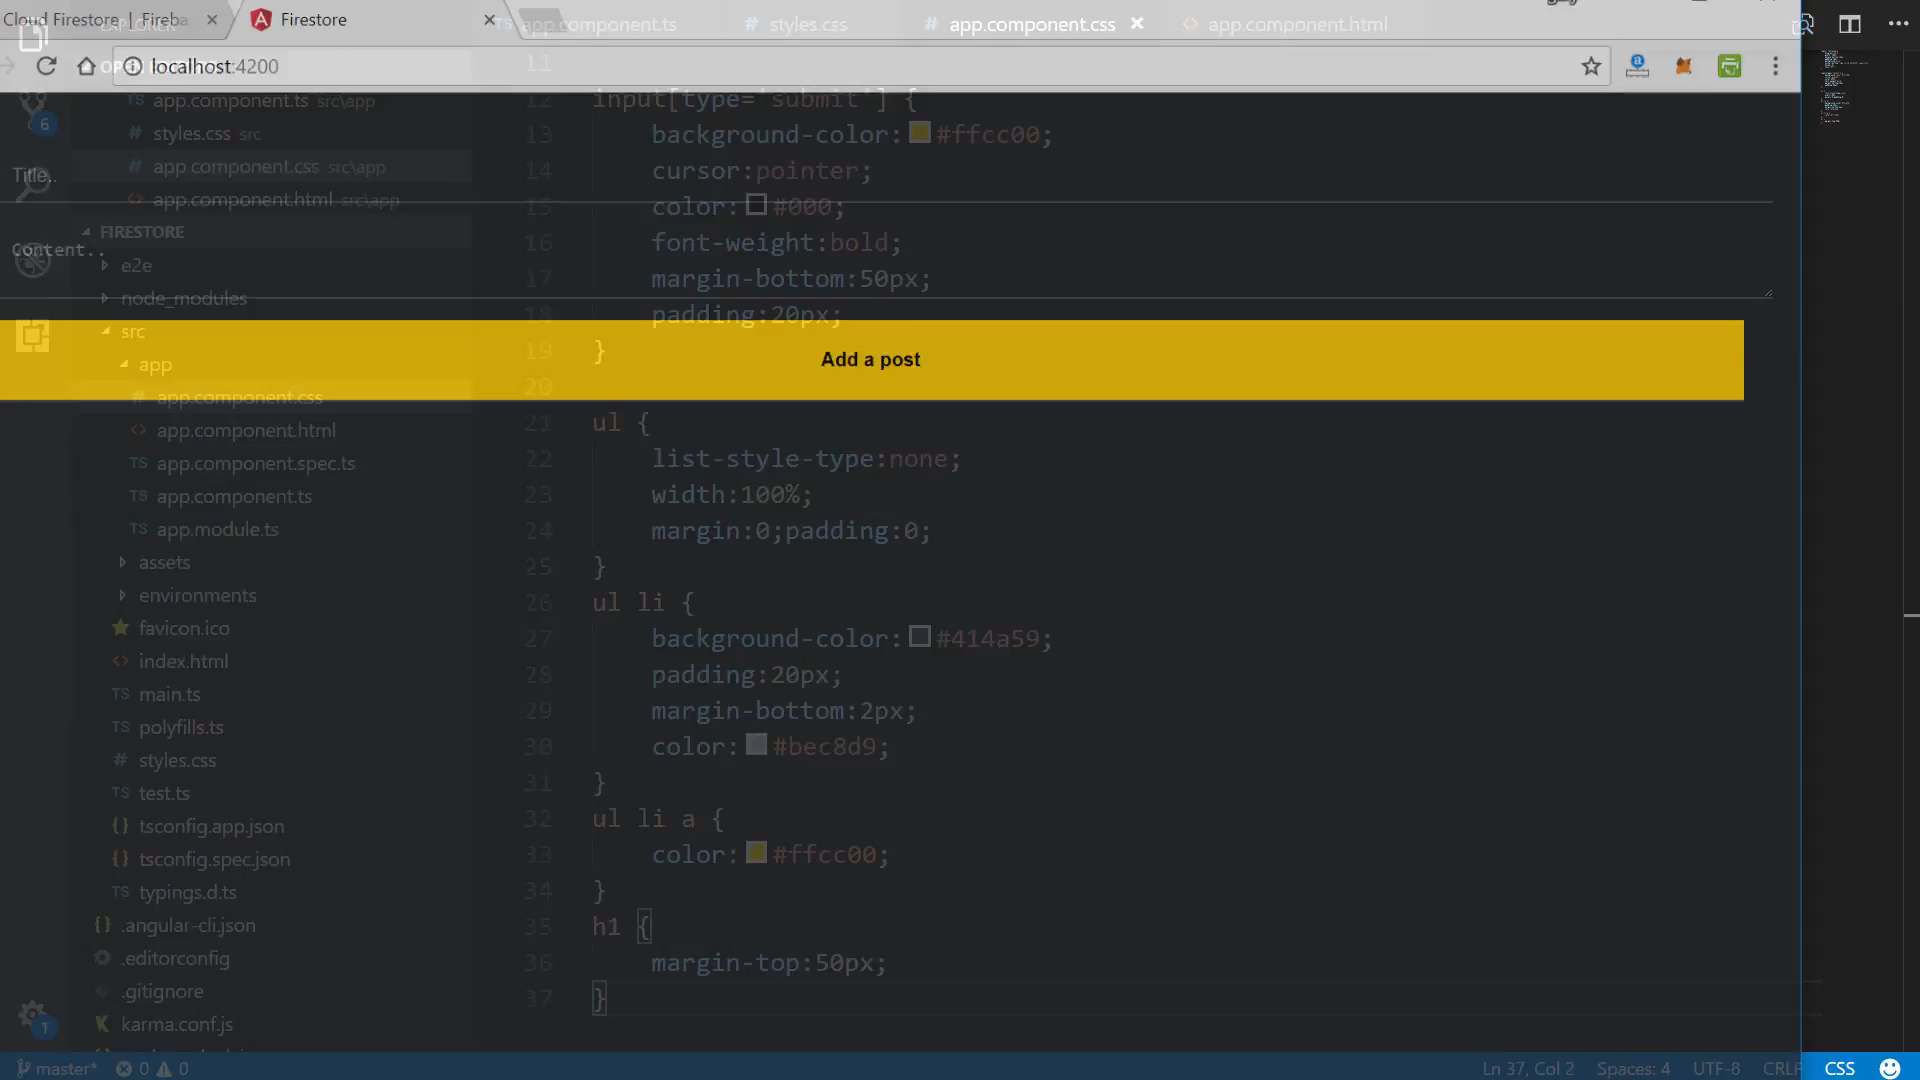 Cloud Firestore | Fireba
Firestore
app.component.ts
# styles.css
# app.component.css
<> app.component.html
EXPLORER
localhost:4200
TS app.component.ts src\app
# styles.css src
# app.component.css src\app
<> app.component.html src\app
6
Title..
FIRESTORE
Content..
e2e
node_modules
src
app
# app.component.css
<> app.component.html
TS app.component.spec.ts
TS app.component.ts
TS app.module.ts
assets
environments
favicon.ico
<> index.html
TS main.ts
TS polyfills.ts
# styles.css
TS test.ts
{} tsconfig.app.json
{} tsconfig.spec.json
TS typings.d.ts
{} .angular-cli.json
.editorconfig
.gitignore
K karma.conf.js
1
Add a post
11
12 input[type='submit'] {
13 background-color:#ffcc00;
14 cursor:pointer;
15 color:#000;
16 font-weight:bold;
17 margin-bottom:50px;
18 padding:20px;
19 }
20
21 ul {
22 list-style-type:none;
23 width:100%;
24 margin:0;padding:0;
25 }
26 ul li {
27 background-color:#414a59;
28 padding:20px;
29 margin-bottom:2px;
30 color:#bec8d9;
31 }
32 ul li a {
33 color:#ffcc00;
34 }
35 h1 {
36 margin-top:50px;
37 }
master* 0 0
Ln 37, Col 2 Spaces: 4 UTF-8 CRLF CSS